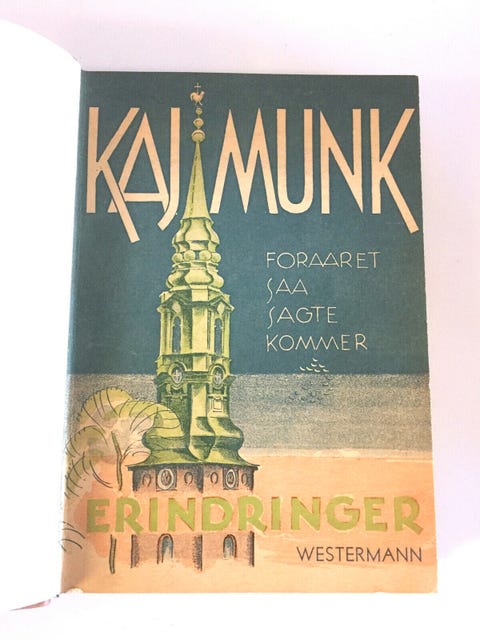 KAJ MUNK
FORAARET
SAA
SAGTE
KOMMER
ERINDRINGER
WESTERMANN